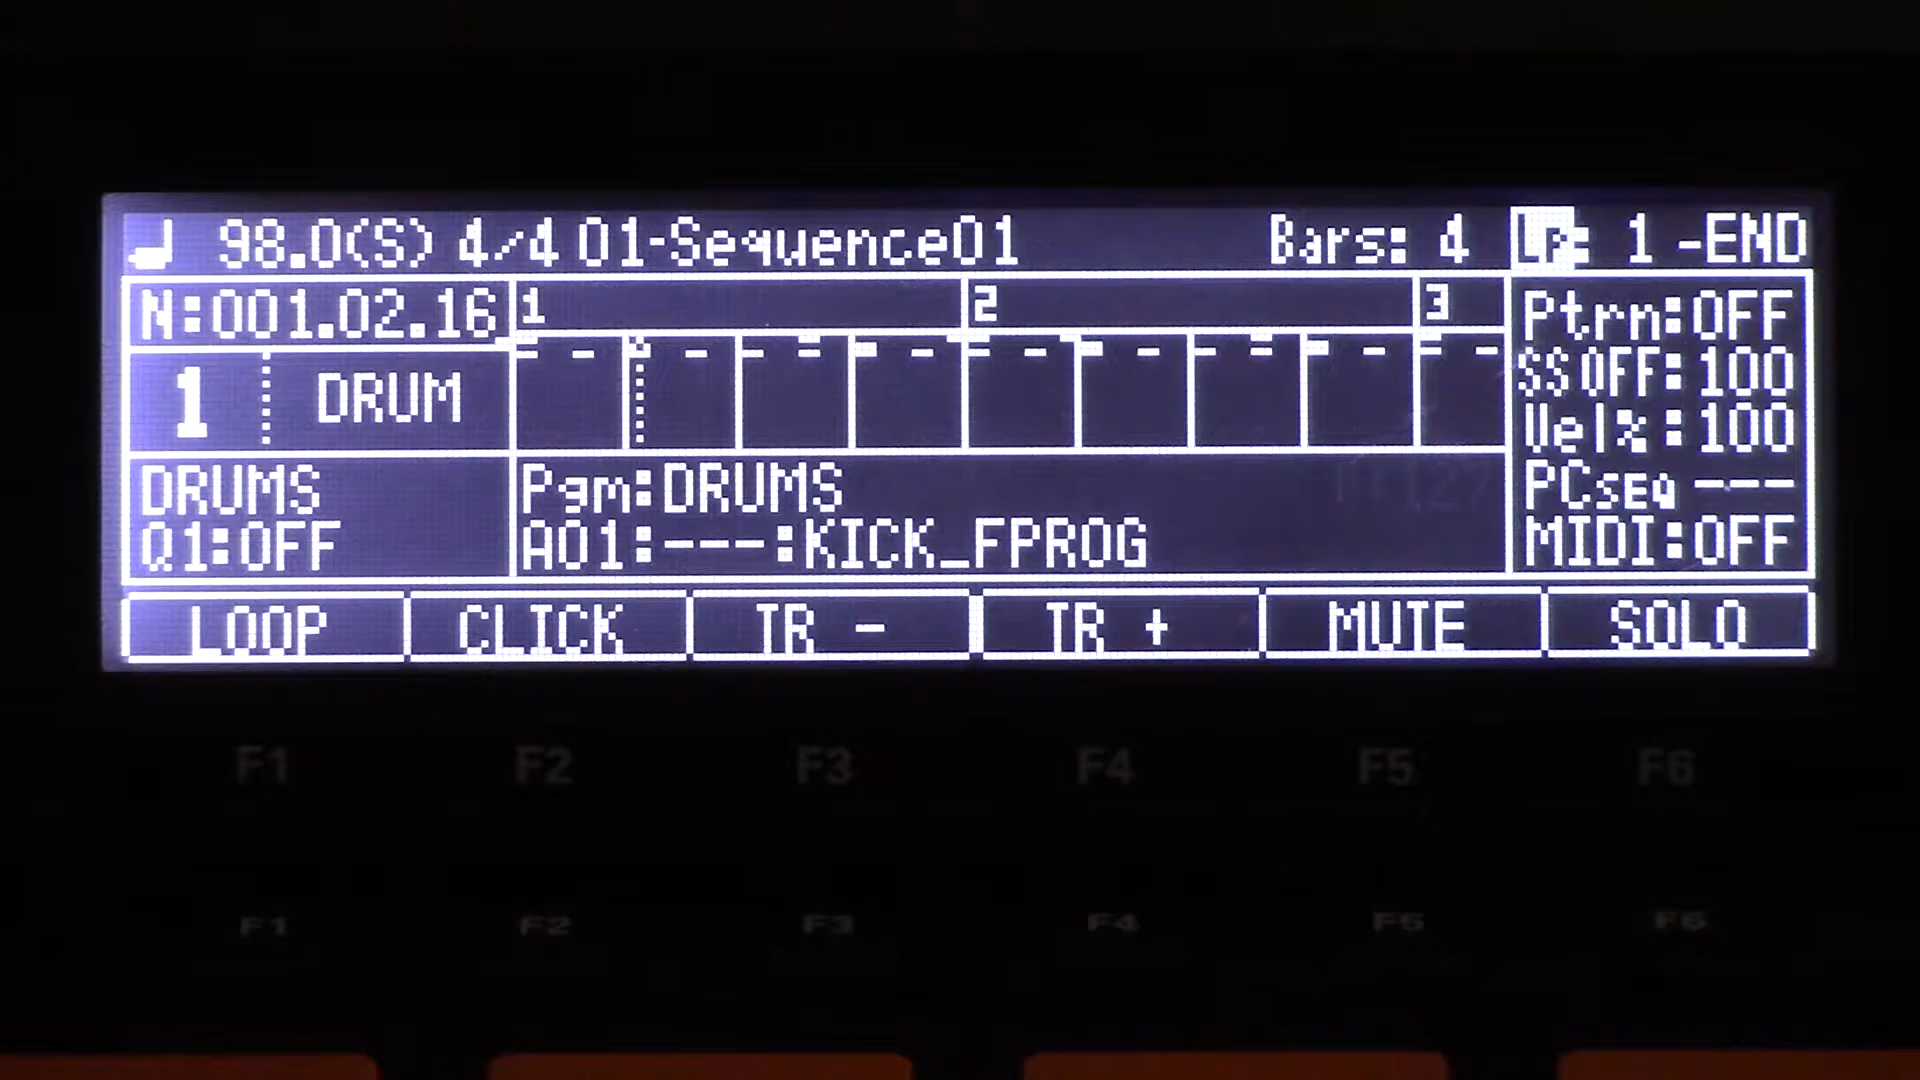 ♩ 98.0(S) 4/4 01-Sequence01 Bars: 4 Lp: 1 -END
N:001.02.16 1 2 3
Ptrn:OFF
SS OFF:100
1 DRUM
Vel%:100
DRUMS Pgm:DRUMS PCSEQ ---
Q1:OFF A01:---:KICK_FPROG MIDI:OFF
LOOP CLICK TR - TR + MUTE SOLO
F1 F2 F3 F4 F5 F6
F1 F2 F3 F4 F5 F6